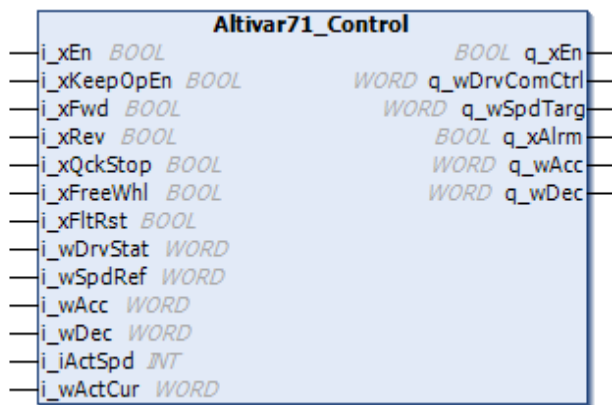 Altivar71_Control
i_xEn BOOL BOOL q_xEn
i_xKeepOpEn BOOL WORD q_wDrvComCtrl
i_xFwd BOOL WORD q_wSpdTarg
i_xRev BOOL BOOL q_xAlrm
i_xQckStop BOOL WORD q_wAcc
i_xFreeWhl BOOL WORD q_wDec
i_xFltRst BOOL
i_wDrvStat WORD
i_wSpdRef WORD
i_wAcc WORD
i_wDec WORD
i_iActSpd INT
i_wActCur WORD